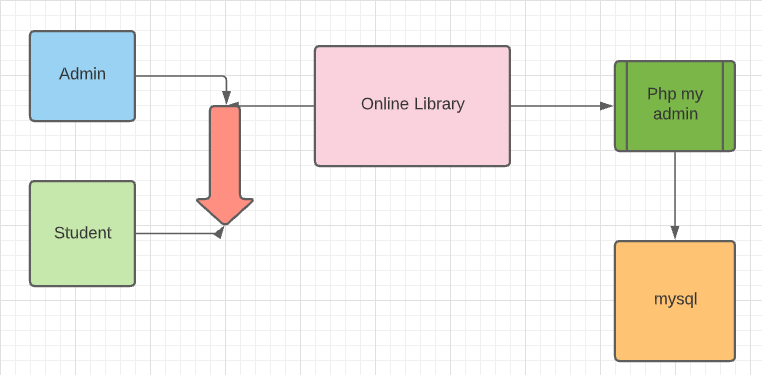 Admin
Online Library
Php my
admin
Student
mysql